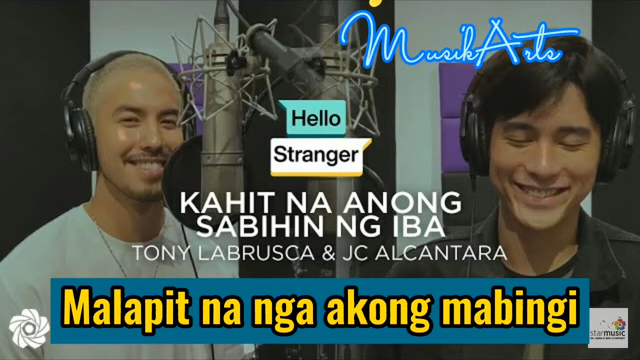 MusikArts
Hello
Stranger
KAHIT NA ANONG
SABIHIN NG IBA
TONY LABRUSCA & JC ALCANTARA
Malapit na nga akong mabingi
starmusic